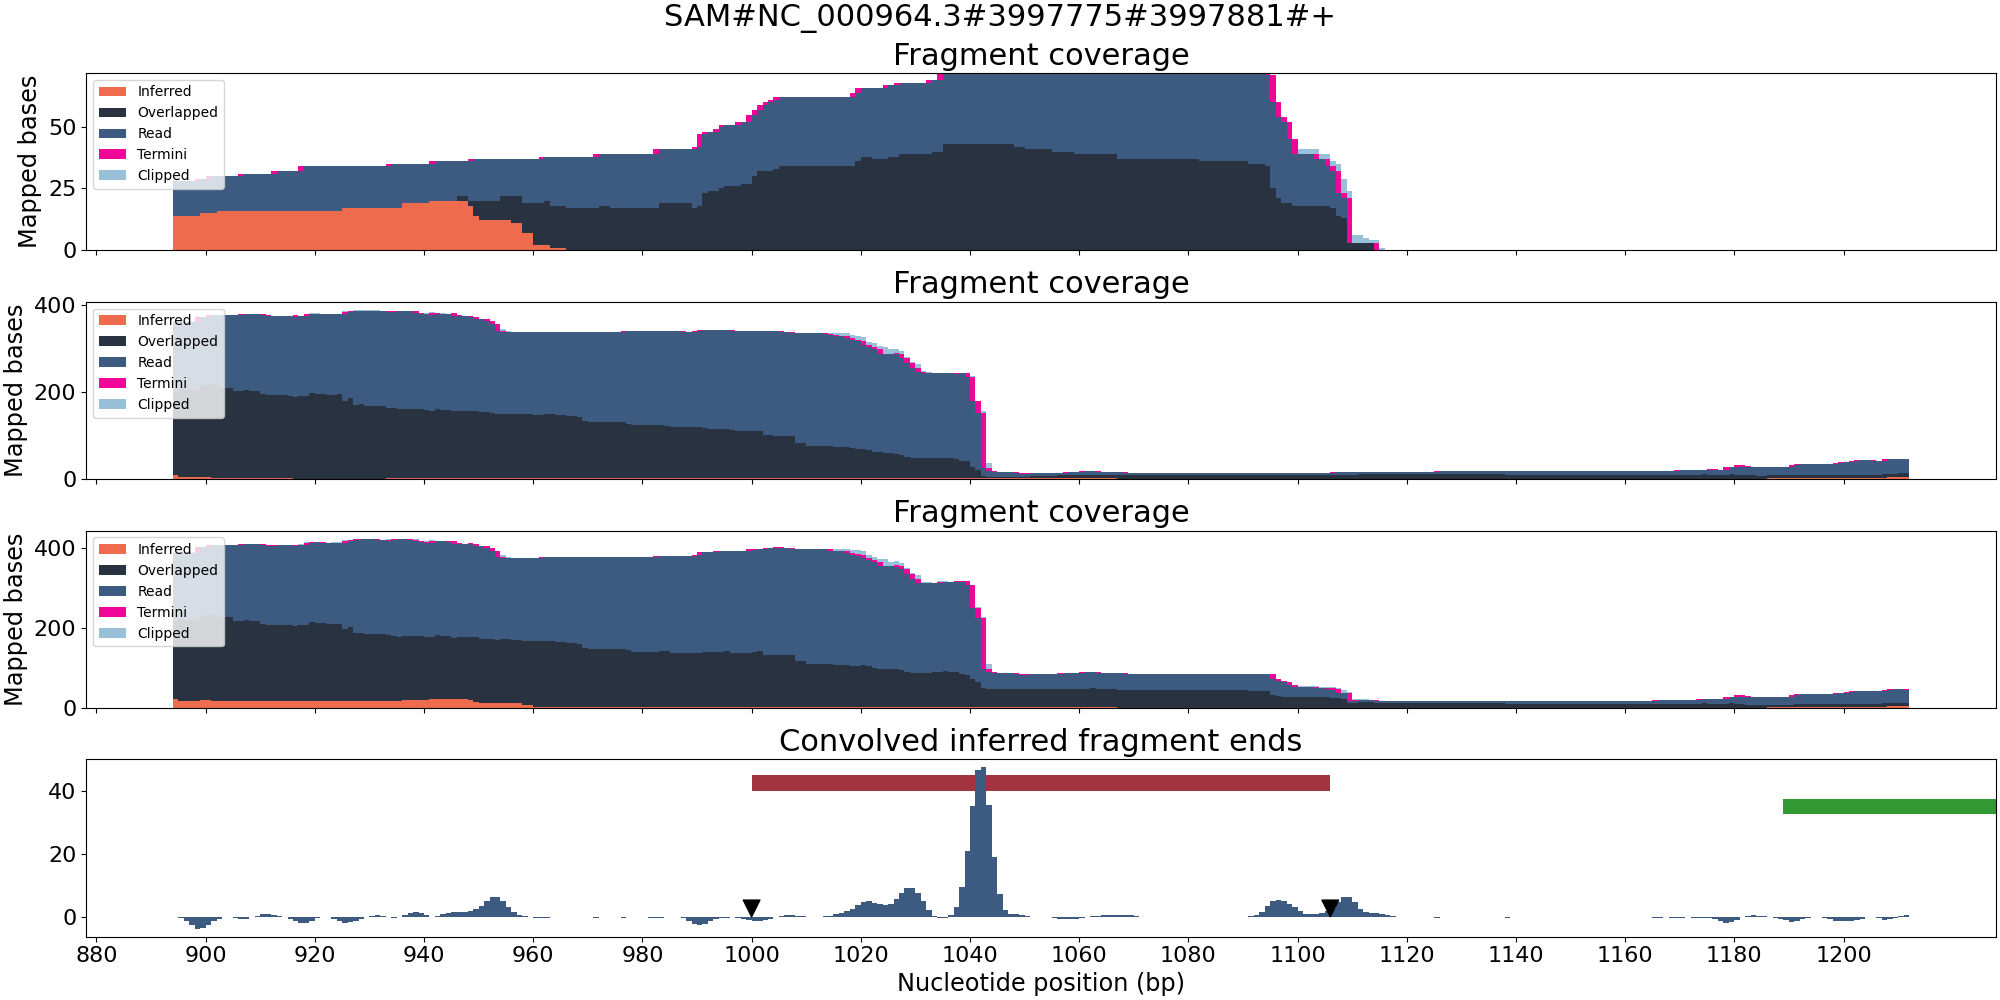 SAM#NC_000964.3#3997775#3997881#+
Fragment coverage
Mapped bases
50
25
0
Inferred
Overlapped
Read
Termini
Clipped
Fragment coverage
Mapped bases
400
200
0
Inferred
Overlapped
Read
Termini
Clipped
Fragment coverage
Mapped bases
400
200
0
Inferred
Overlapped
Read
Termini
Clipped
Convolved inferred fragment ends
40
20
0
880 900 920 940 960 980 1000 1020 1040 1060 1080 1100 1120 1140 1160 1180 1200
Nucleotide position (bp)